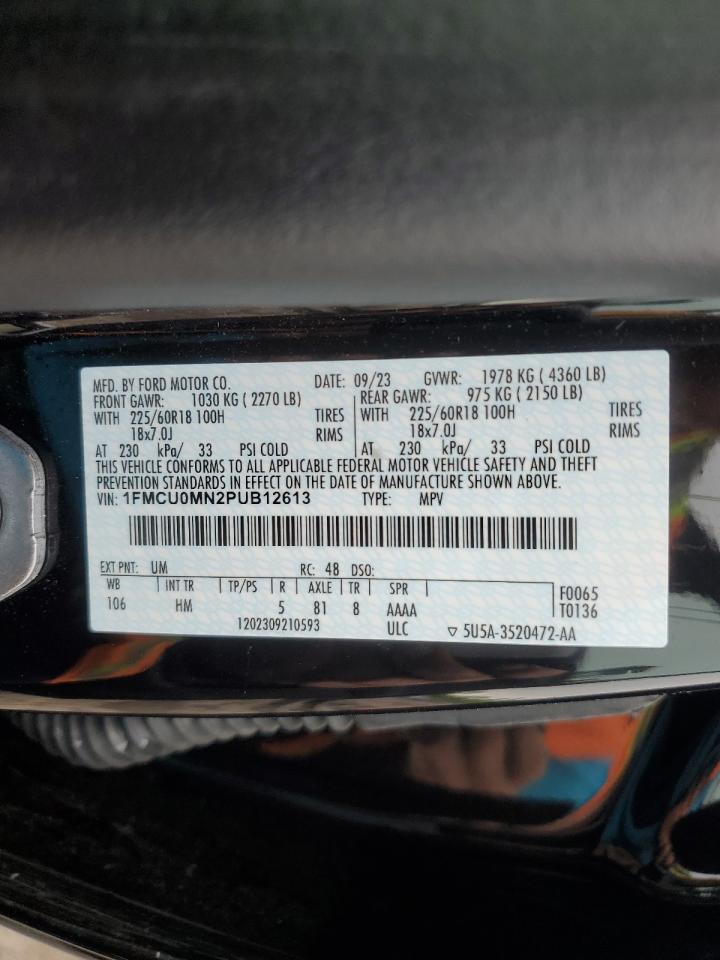 MFD. BY FORD MOTOR CO. DATE: 09/23 GVWR: 1978 KG ( 4360 LB)
FRONT GAWR: 1030 KG ( 2270 LB) REAR GAWR: 975 KG ( 2150 LB)
WITH 225/60R18 100H TIRES WITH 225/60R18 100H TIRES
18x7.0J RIMS 18x7.0J RIMS
AT 230 kPa/ 33 PSI COLD AT 230 kPa/ 33 PSI COLD
THIS VEHICLE CONFORMS TO ALL APPLICABLE FEDERAL MOTOR VEHICLE SAFETY AND THEFT
PREVENTION STANDARDS IN EFFECT ON THE DATE OF MANUFACTURE SHOWN ABOVE.
VIN: 1FMCU0MN2PUB12613 TYPE: MPV
EXT PNT: UM RC: 48 DSO:
WB INT TR TP/PS R AXLE TR SPR F0065
106 HM 5 81 8 AAAA T0136
1202309210593 ULC ▽ 5U5A-3520472-AA